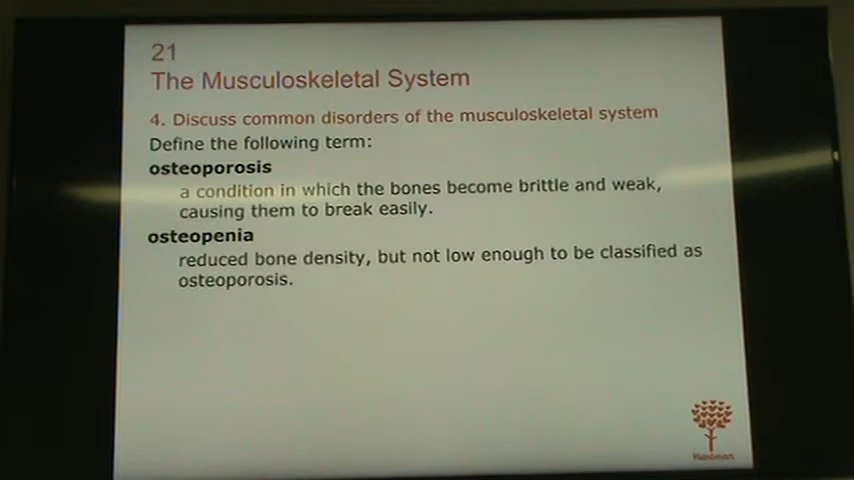 21
The Musculoskeletal System
4. Discuss common disorders of the musculoskeletal system
Define the following term:
osteoporosis
a condition in which the bones become brittle and weak,
causing them to break easily.
osteopenia
reduced bone density, but not low enough to be classified as
osteoporosis.